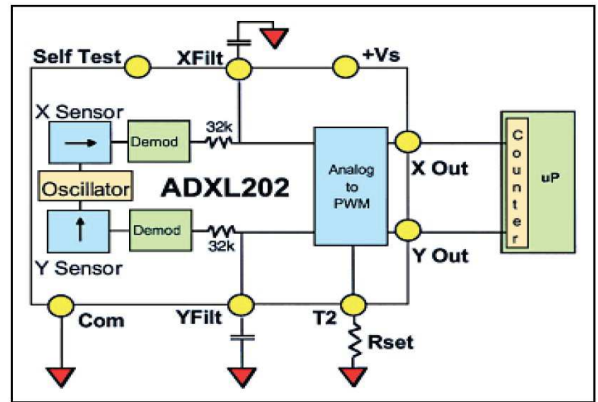 Self Test
XFilt
+Vs
X Sensor
32k
Demod
Oscillator
ADXL202
Analog
to
PWM
X Out
Counter
uP
Demod
32k
Y Sensor
Y Out
Com
YFilt
T2
Rset